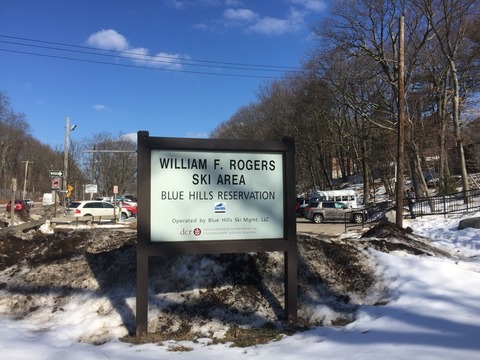 WILLIAM F. ROGERS
SKI AREA
BLUE HILLS RESERVATION
Operated by Blue Hills Ski Mgmt. LLC
dcr